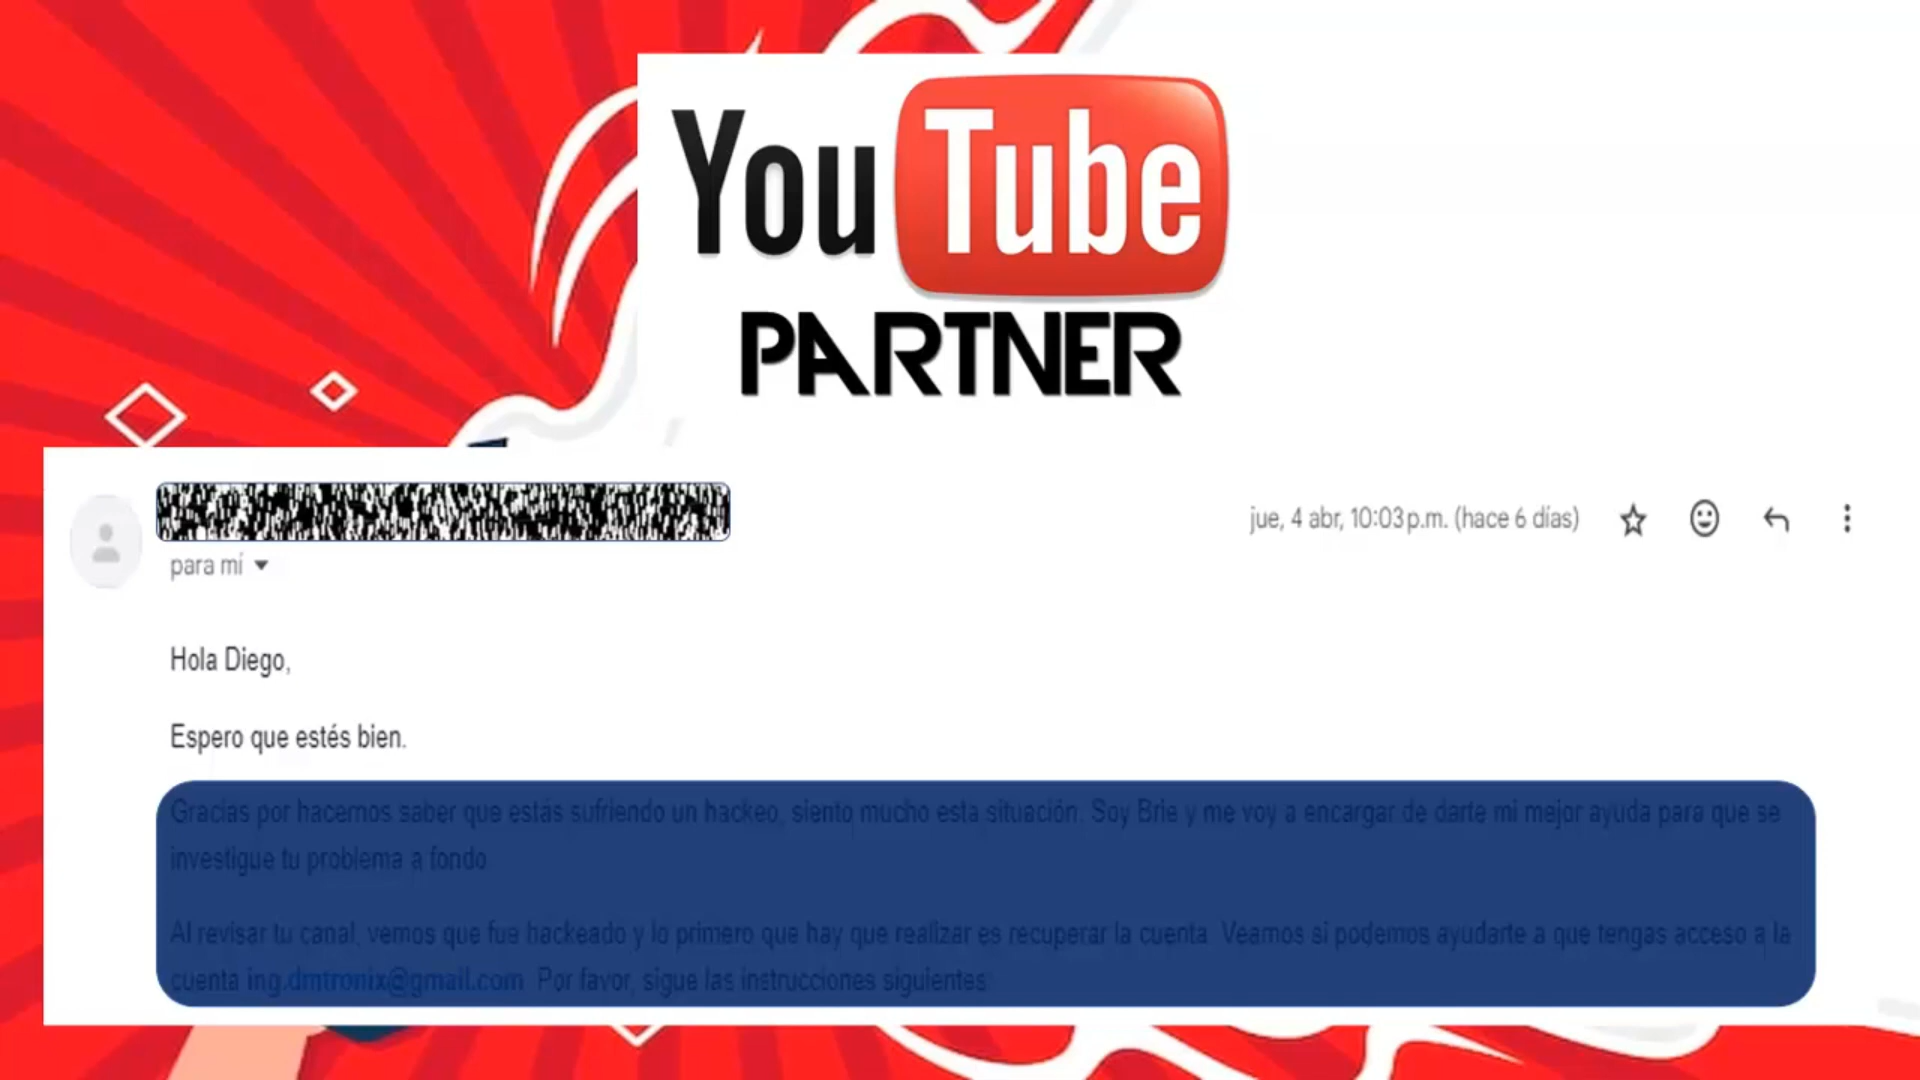 YouTube
PARTNER
jue, 4 abr, 10:03 p.m. (hace 6 días)
para mí
Hola Diego,
Espero que estés bien.
Gracias por hacernos saber que estás sufriendo un hackeo, siento mucho esta situación. Soy Brie y me voy a encargar de darte mi mejor ayuda para que se
investigue tu problema a fondo.
Al revisar tu canal, vemos que fue hackeado y lo primero que hay que realizar es recuperar la cuenta. Veamos si podemos ayudarte a que tengas acceso a la
cuenta ing.dmtronix@gmail.com. Por favor, sigue las instrucciones siguientes: